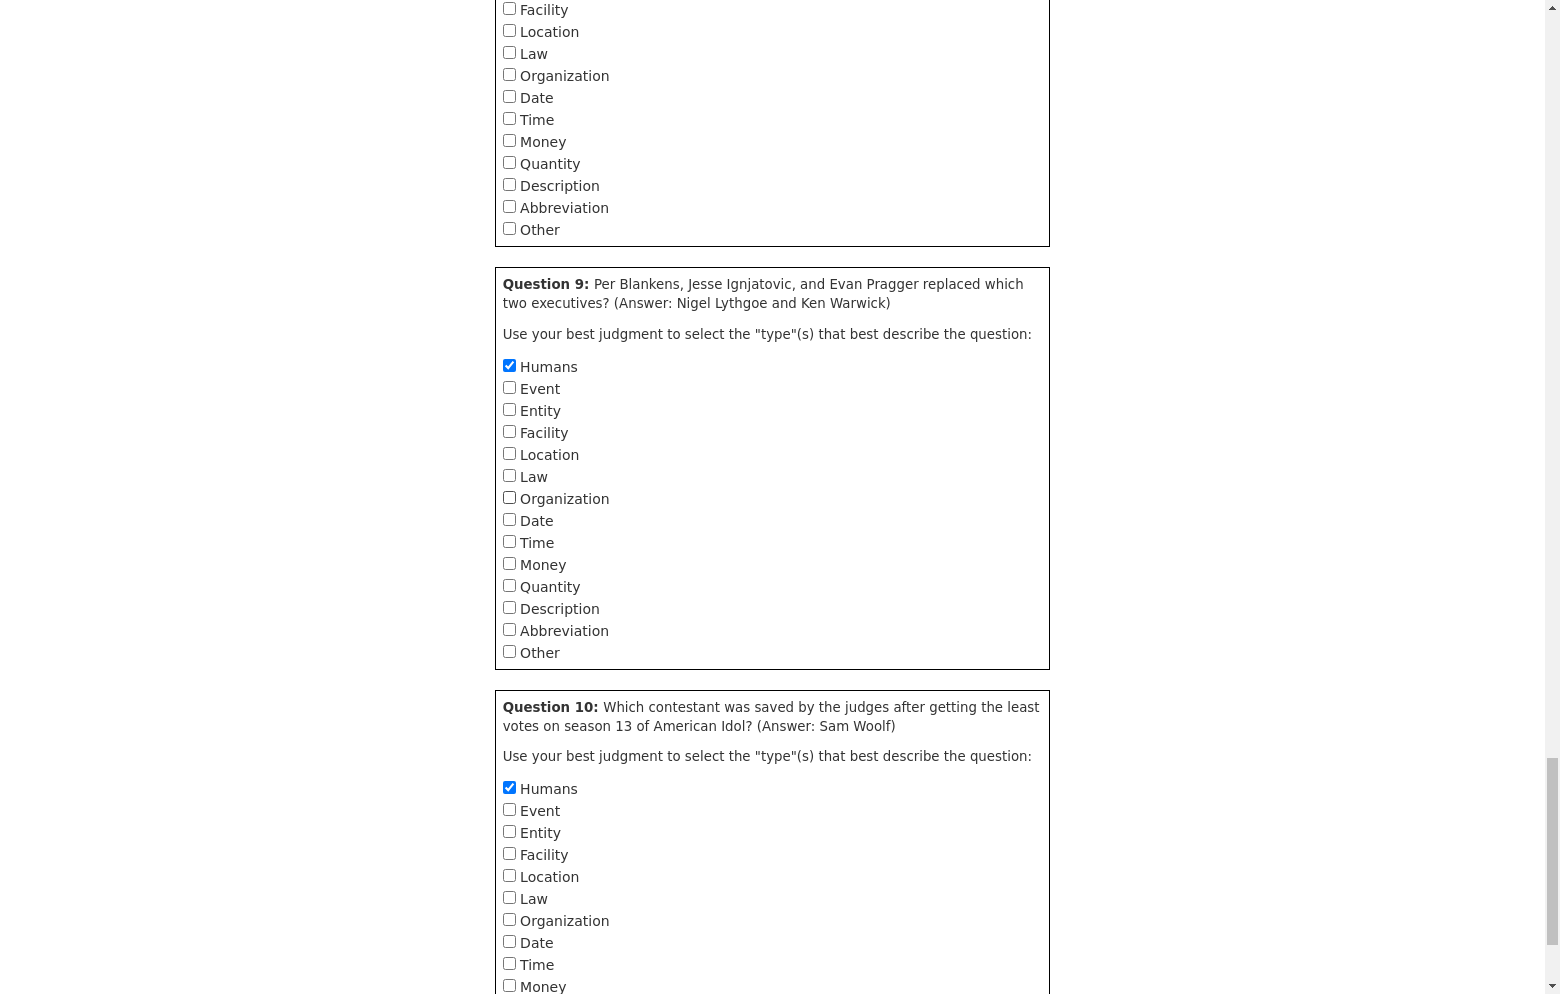 Facility
Location
Law
Organization
Date
Time
Money
Quantity
Description
Abbreviation
Other
Question 9: Per Blankens, Jesse Ignjatovic, and Evan Pragger replaced which
two executives? (Answer: Nigel Lythgoe and Ken Warwick)
Use your best judgment to select the "type"(s) that best describe the question:
Humans
Event
Entity
Facility
Location
Law
Organization
Date
Time
Money
Quantity
Description
Abbreviation
Other
Question 10: Which contestant was saved by the judges after getting the least
votes on season 13 of American Idol? (Answer: Sam Woolf)
Use your best judgment to select the "type"(s) that best describe the question:
Humans
Event
Entity
Facility
Location
Law
Organization
Date
Time
Money